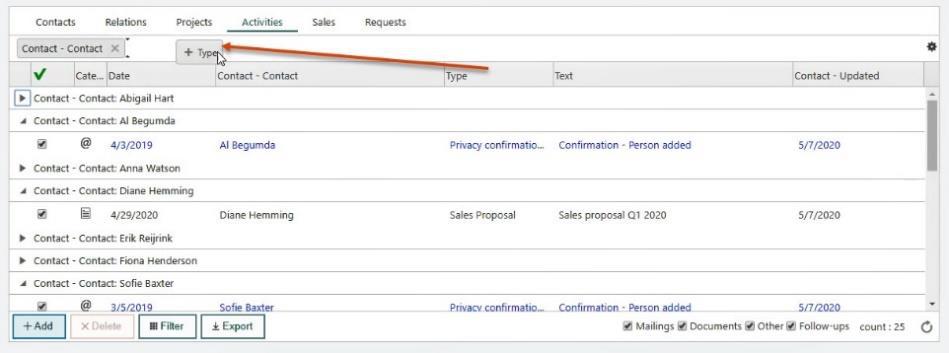 Contacts Relations Projects Activities Sales Requests
Contact - Contact × + Type
Cate... Date Contact - Contact Type Text Contact - Updated
Contact - Contact: Abigail Hart
Contact - Contact: Al Begumda
@ 4/3/2019 Al Begumda Privacy confirmatio... Confirmation - Person added 5/7/2020
Contact - Contact: Anna Watson
Contact - Contact: Diane Hemming
4/29/2020 Diane Hemming Sales Proposal Sales proposal Q1 2020 5/7/2020
Contact - Contact: Erik Reijrink
Contact - Contact: Fiona Henderson
Contact - Contact: Sofie Baxter
@ 3/5/2019 Sofie Baxter Privacy confirmatio... Confirmation - Person added 5/7/2020
+ Add × Delete Filter Export Mailings Documents Other Follow-ups count : 25